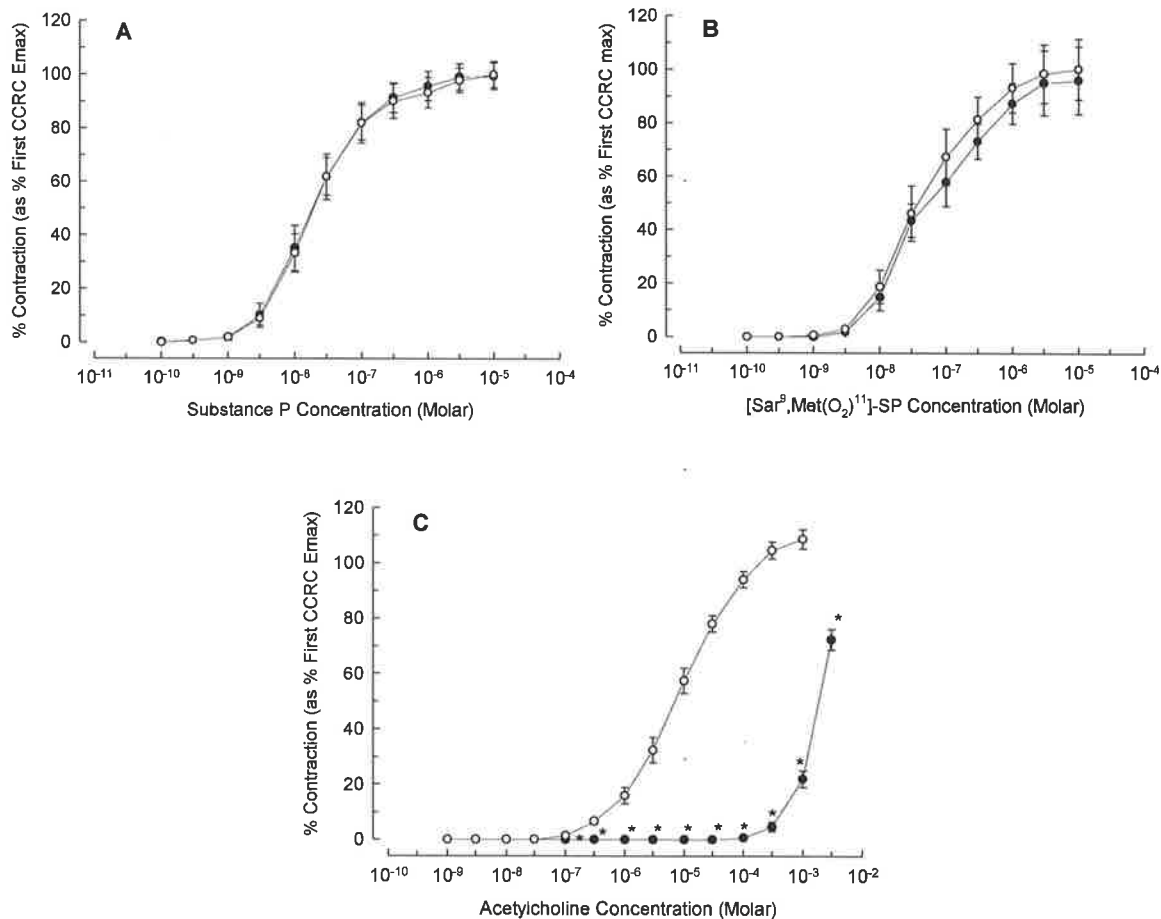 A
% Contraction (as % First CCRC Emax)
120
100
80
60
40
20
0
10⁻¹¹ 10⁻¹⁰ 10⁻⁹ 10⁻⁸ 10⁻⁷ 10⁻⁶ 10⁻⁵ 10⁻⁴
Substance P Concentration (Molar)
B
% Contraction (as % First CCRC max)
120
100
80
60
40
20
0
10⁻¹¹ 10⁻¹⁰ 10⁻⁹ 10⁻⁸ 10⁻⁷ 10⁻⁶ 10⁻⁵ 10⁻⁴
[Sar⁹,Met(O₂)¹¹]-SP Concentration (Molar)
C
% Contraction (as % First CCRC Emax)
120
100
80
60
40
20
0
* * * * * * * * * *
10⁻¹⁰ 10⁻⁹ 10⁻⁸ 10⁻⁷ 10⁻⁶ 10⁻⁵ 10⁻⁴ 10⁻³ 10⁻²
Acetylcholine Concentration (Molar)